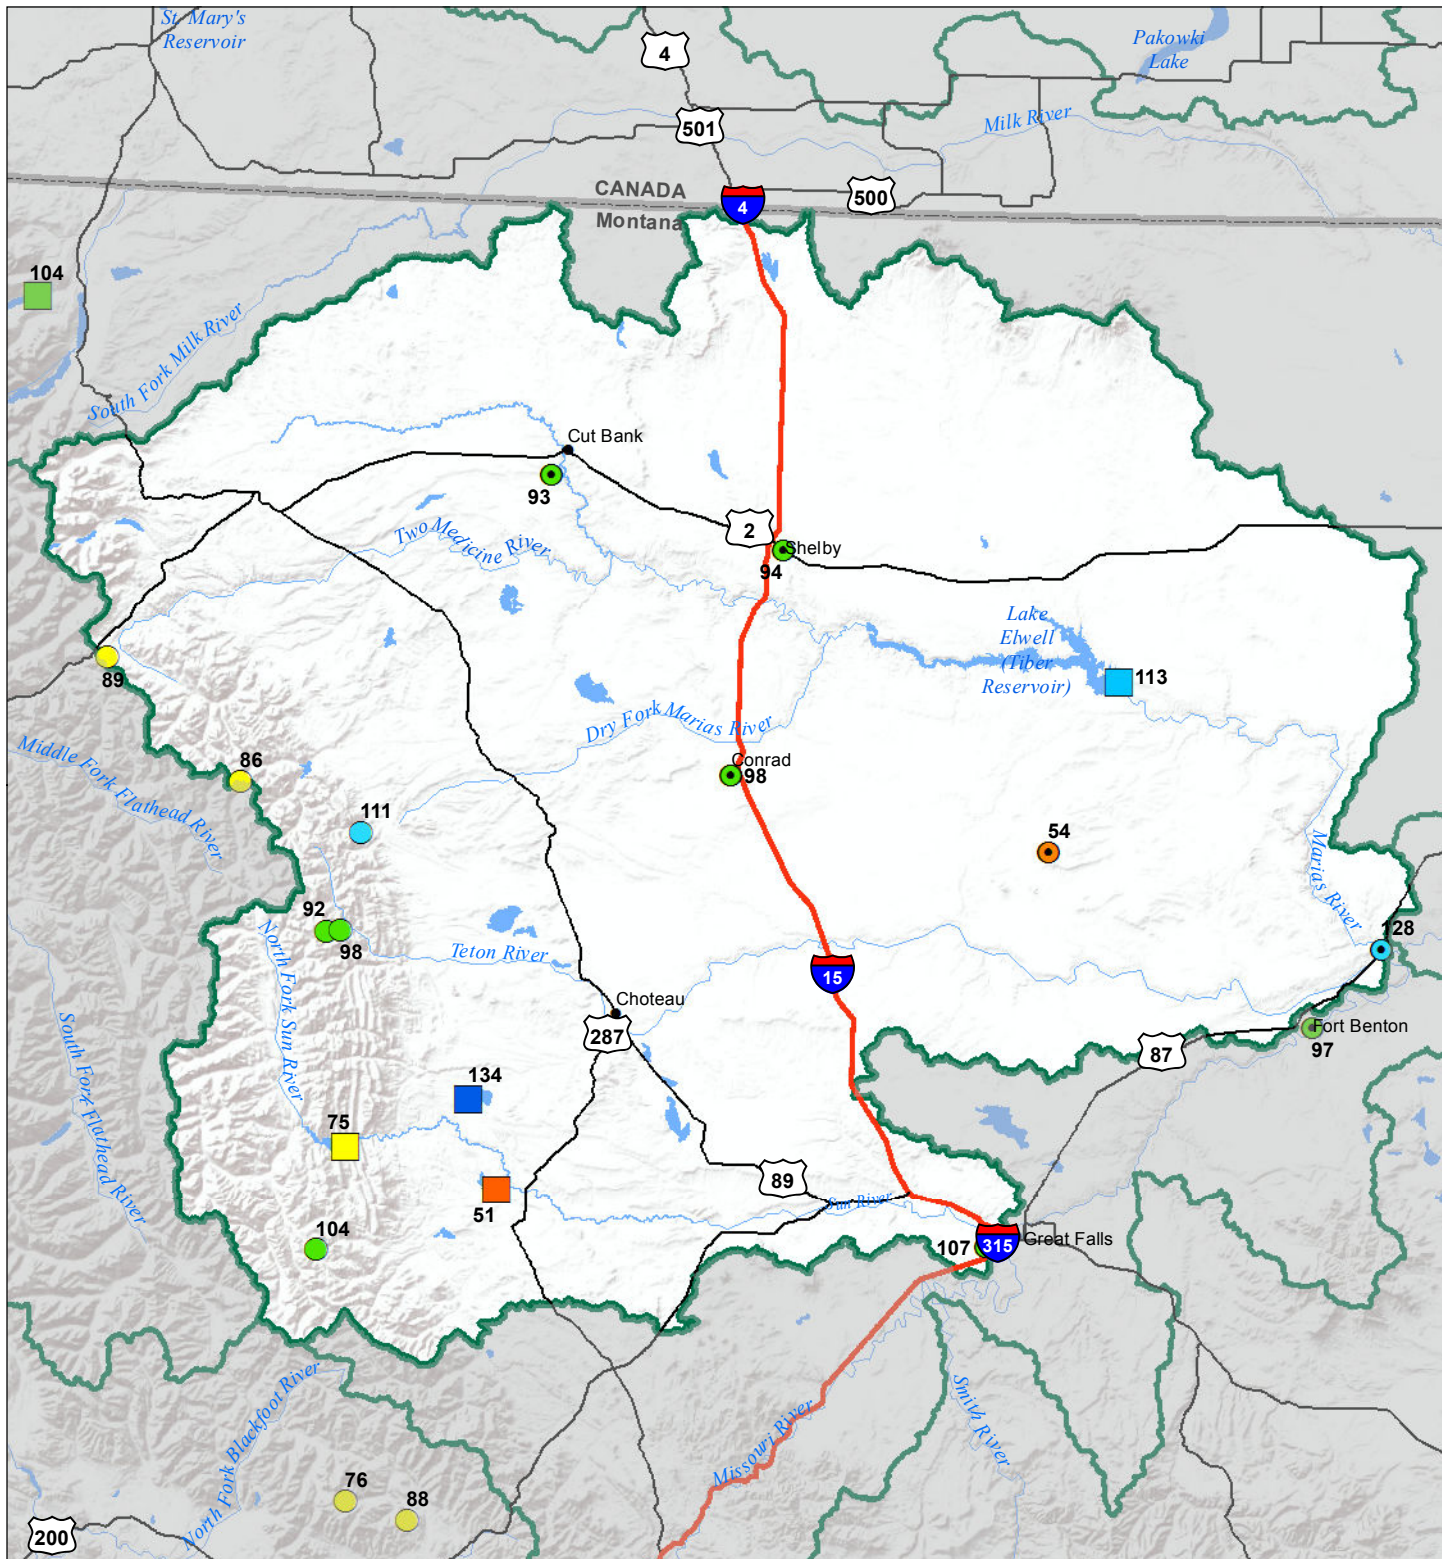 St. Mary's
Reservoir
4
Pakowki
Lake
501
Milk River
CANADA
Montana
4
500
104
South Fork Milk River
Cut Bank
93
Two Medicine River
2
Shelby
94
Lake
Elwell
(Tiber
Reservoir)
113
89
Dry Fork Marias River
Middle Fork Flathead River
86
Conrad
98
111
54
Marias River
92
98
North Fork Sun River
Teton River
128
15
Choteau
287
Fort Benton
97
87
South Fork Flathead River
134
75
51
89
Sun River
104
107
315
Great Falls
North Fork Blackfoot River
Missouri River
Smith River
76
88
200